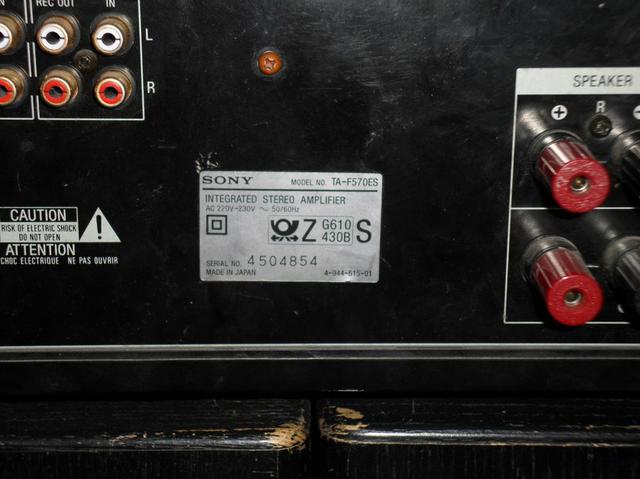 REC OUT
IN
L
R
SPEAKER
R
SONY MODEL NO. TA-F570ES
INTEGRATED STEREO AMPLIFIER
AC 220V-230V ~ 50/60Hz
Z G610 S
430B
SERIAL NO. 4504854
MADE IN JAPAN 4-944-615-01
CAUTION
RISK OF ELECTRIC SHOCK
DO NOT OPEN
ATTENTION
CHOC ELECTRIQUE NE PAS OUVRIR